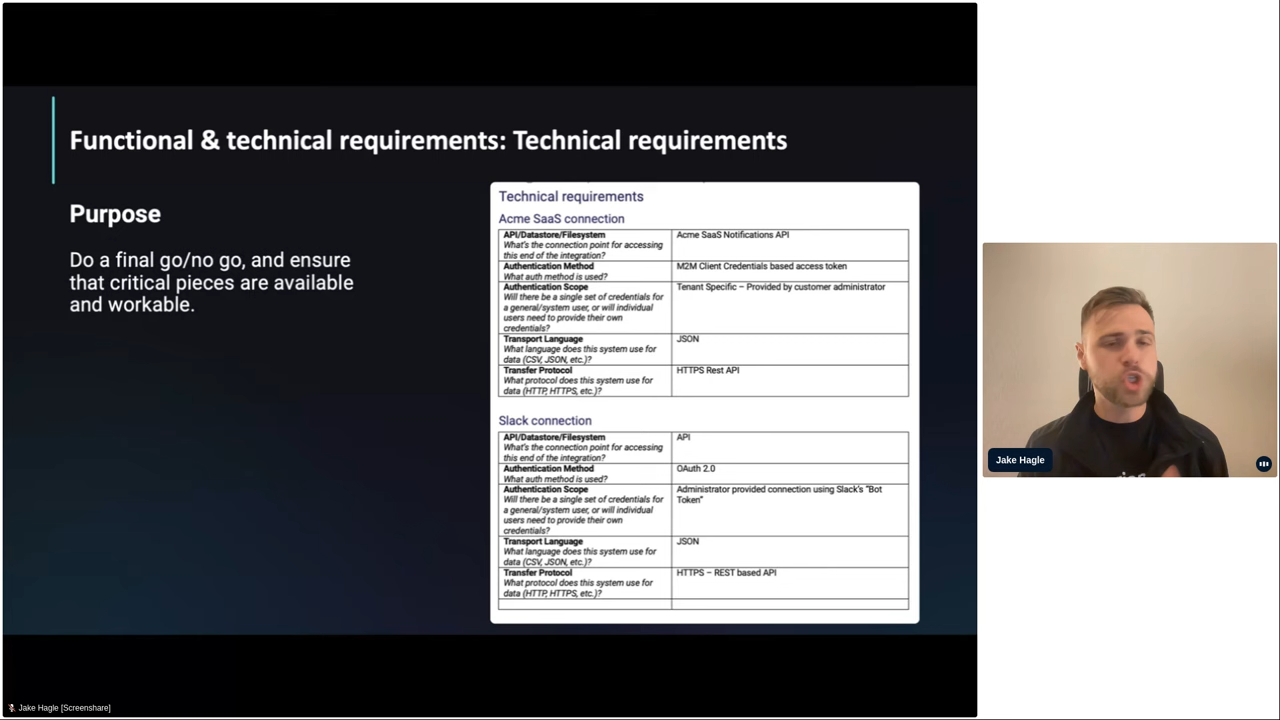 Functional & technical requirements: Technical requirements
Purpose
Do a final go/no go, and ensure
that critical pieces are available
and workable.
Technical requirements
Acme SaaS connection
API/Datastore/Filesystem
What's the connection point for accessing
this end of the integration?
Acme SaaS Notifications API
Authentication Method
What auth method is used?
M2M Client Credentials based access token
Authentication Scope
Will there be a single set of credentials for
a general/system user, or will individual
users need to provide their own
credentials?
Tenant Specific – Provided by customer administrator
Transport Language
What language does this system use for
data (CSV, JSON, etc.)?
JSON
Transfer Protocol
What protocol does this system use for
data (HTTP, HTTPS, etc.)?
HTTPS Rest API
Slack connection
API/Datastore/Filesystem
What's the connection point for accessing
this end of the integration?
API
Authentication Method
What auth method is used?
OAuth 2.0
Authentication Scope
Will there be a single set of credentials for
a general/system user, or will individual
users need to provide their own
credentials?
Administrator provided connection using Slack's "Bot
Token"
Transport Language
What language does this system use for
data (CSV, JSON, etc.)?
JSON
Transfer Protocol
What protocol does this system use for
data (HTTP, HTTPS, etc.)?
HTTPS – REST based API
Jake Hagle
Jake Hagle [Screenshare]